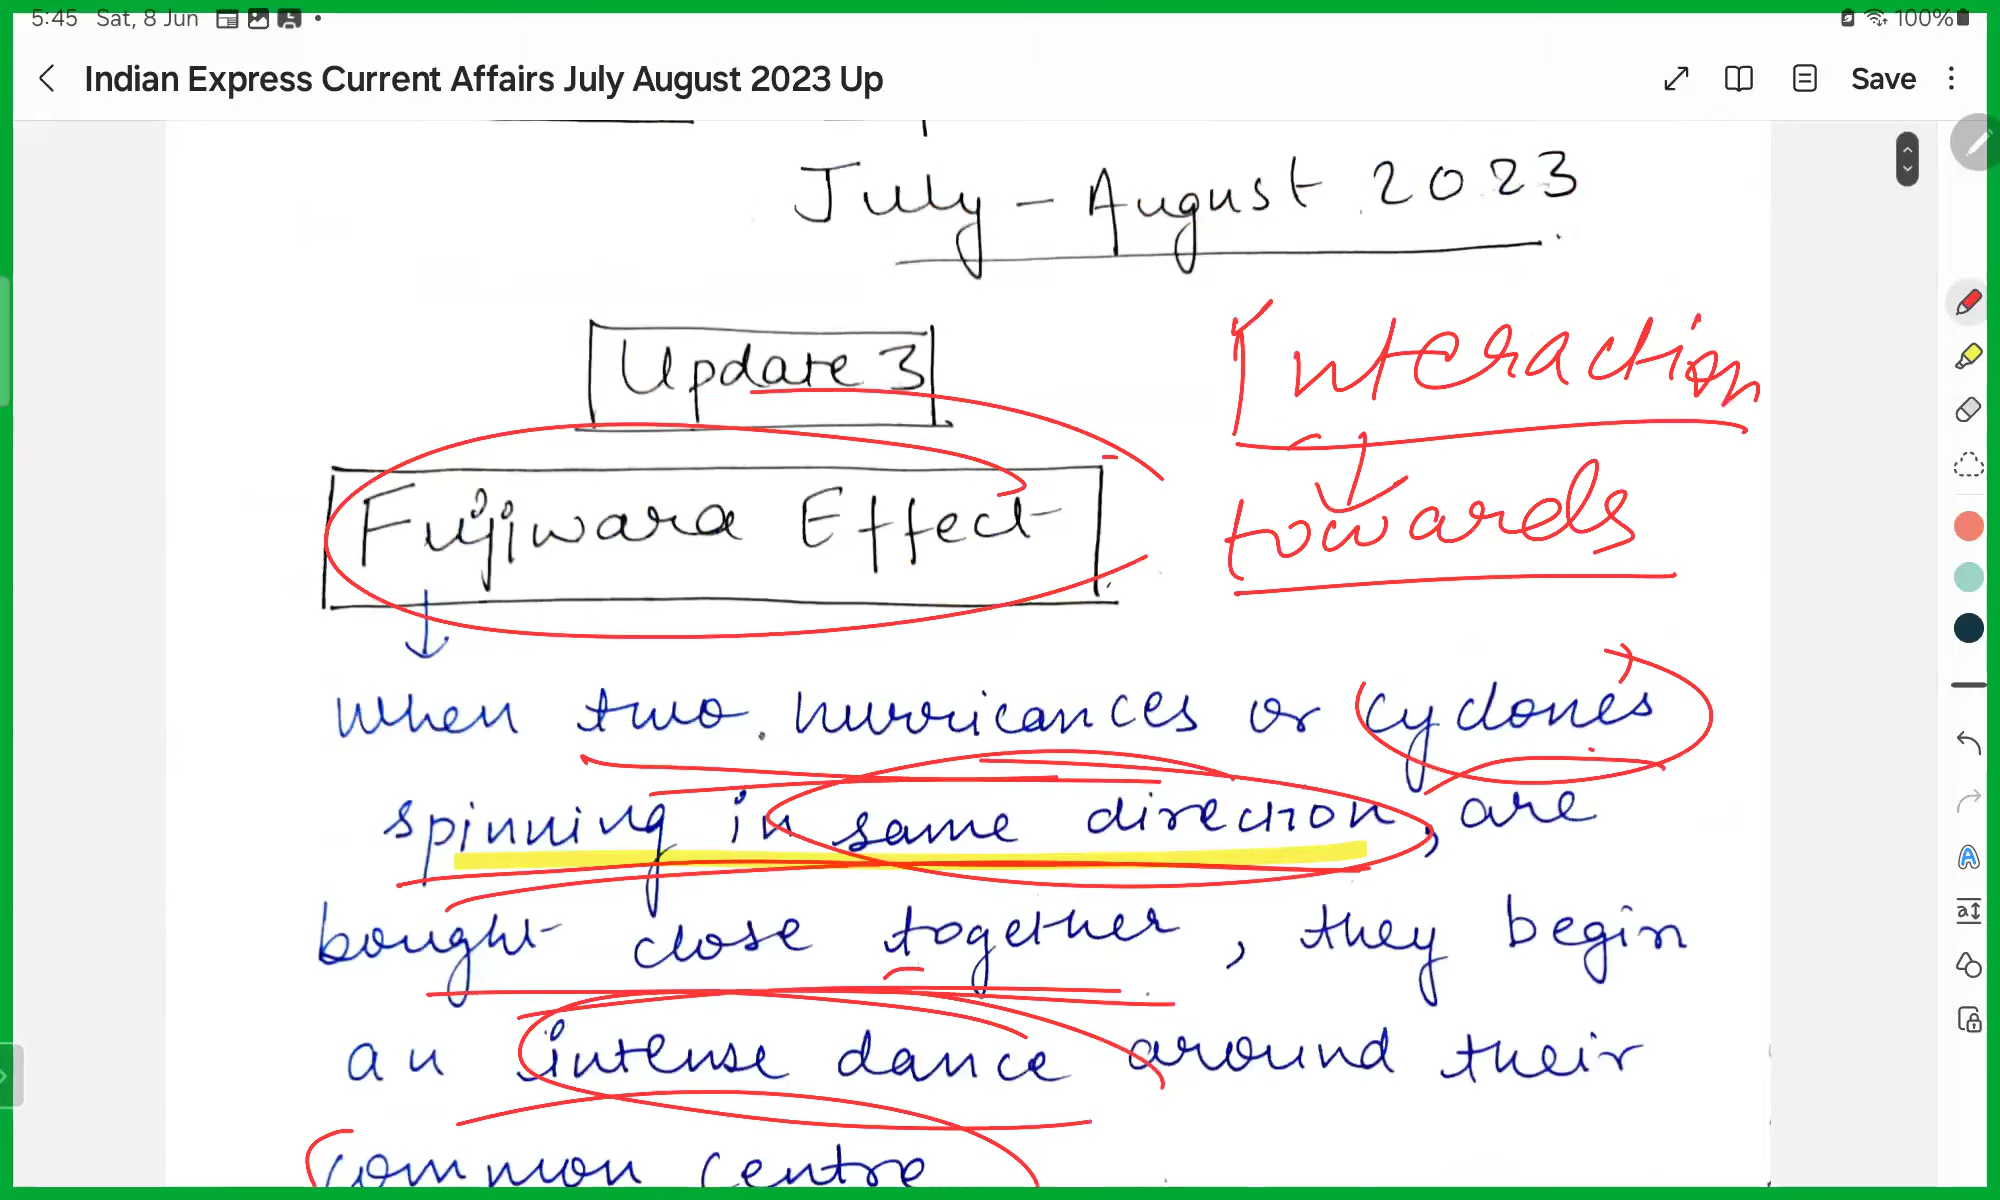 5:45 Sat, 8 Jun
100%
Indian Express Current Affairs July August 2023 Up
Save
July - August 2023
Update 3
Interaction
Fujiwara Effect
towards
when two hurricances or cyclones
spinning in same direction, are
bought close together, they begin
an intense dance around their
common centre